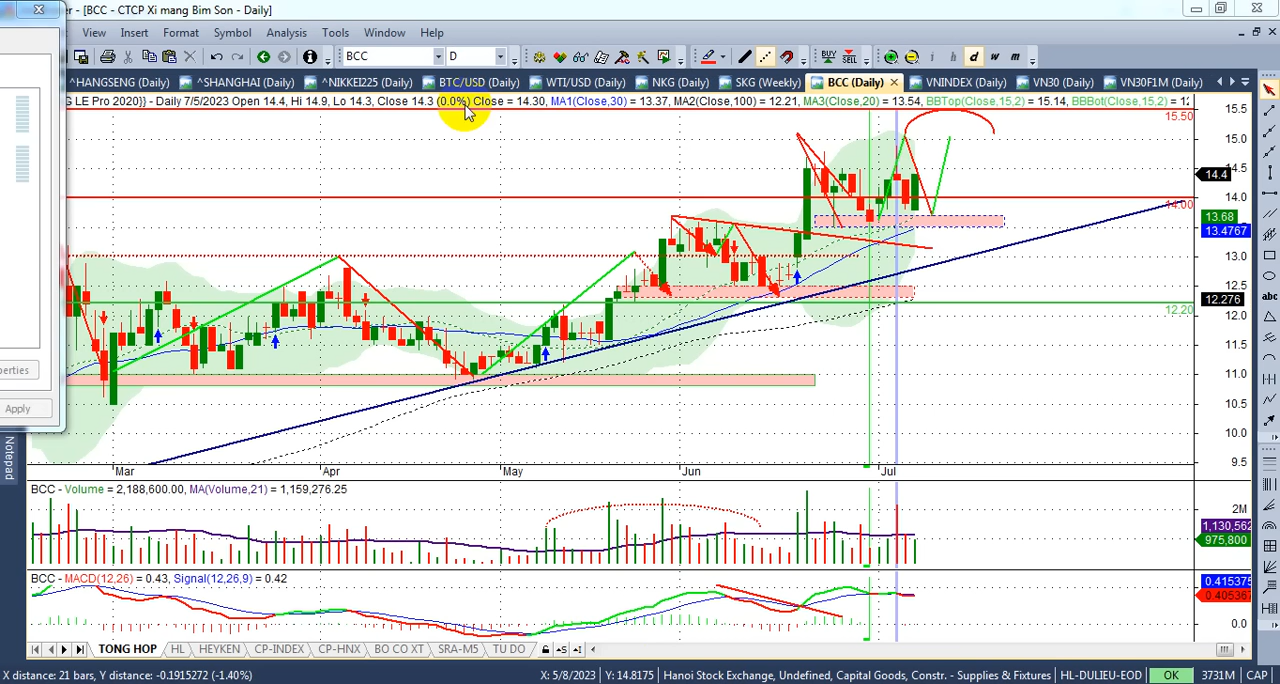 er - [BCC - CTCP Xi mang Bim Son - Daily]
View Insert Format Symbol Analysis Tools Window Help
BCC D BUY SELL i h d w m
^HANGSENG (Daily) ^SHANGHAI (Daily) ^NIKKEI225 (Daily) BTC/USD (Daily) WTI/USD (Daily) NKG (Daily) SKG (Weekly) BCC (Daily) VNINDEX (Daily) VN30 (Daily) VN30F1M (Daily)
G LE Pro 2020}} - Daily 7/5/2023 Open 14.4, Hi 14.9, Lo 14.3, Close 14.3 (0.0%) Close = 14.30, MA1(Close,30) = 13.37, MA2(Close,100) = 12.21, MA3(Close,20) = 13.54, BBTop(Close,15,2) = 15.14, BBBot(Close,15,2) = 12
15.5
15.50
15.0
14.5
14.4
14.0
14.00
13.68
13.4767
13.0
12.5
12.276
12.20
12.0
11.5
11.0
10.5
10.0
9.5
abc
perties
Apply
Notepad
Mar Apr May Jun Jul
BCC - Volume = 2,188,600.00, MA(Volume,21) = 1,159,276.25
2M
1,130,562
975,800
BCC - MACD(12,26) = 0.43, Signal(12,26,9) = 0.42
0.415375
0.405367
0.0
TONG HOP HL HEYKEN CP-INDEX CP-HNX BO CO XT SRA-M5 TU DO
X distance: 21 bars, Y distance: -0.1915272 (-1.40%) X: 5/8/2023 Y: 14.8175 Hanoi Stock Exchange, Undefined, Capital Goods, Constr. - Supplies & Fixtures HL-DULIEU-EOD OK 3731M CAP